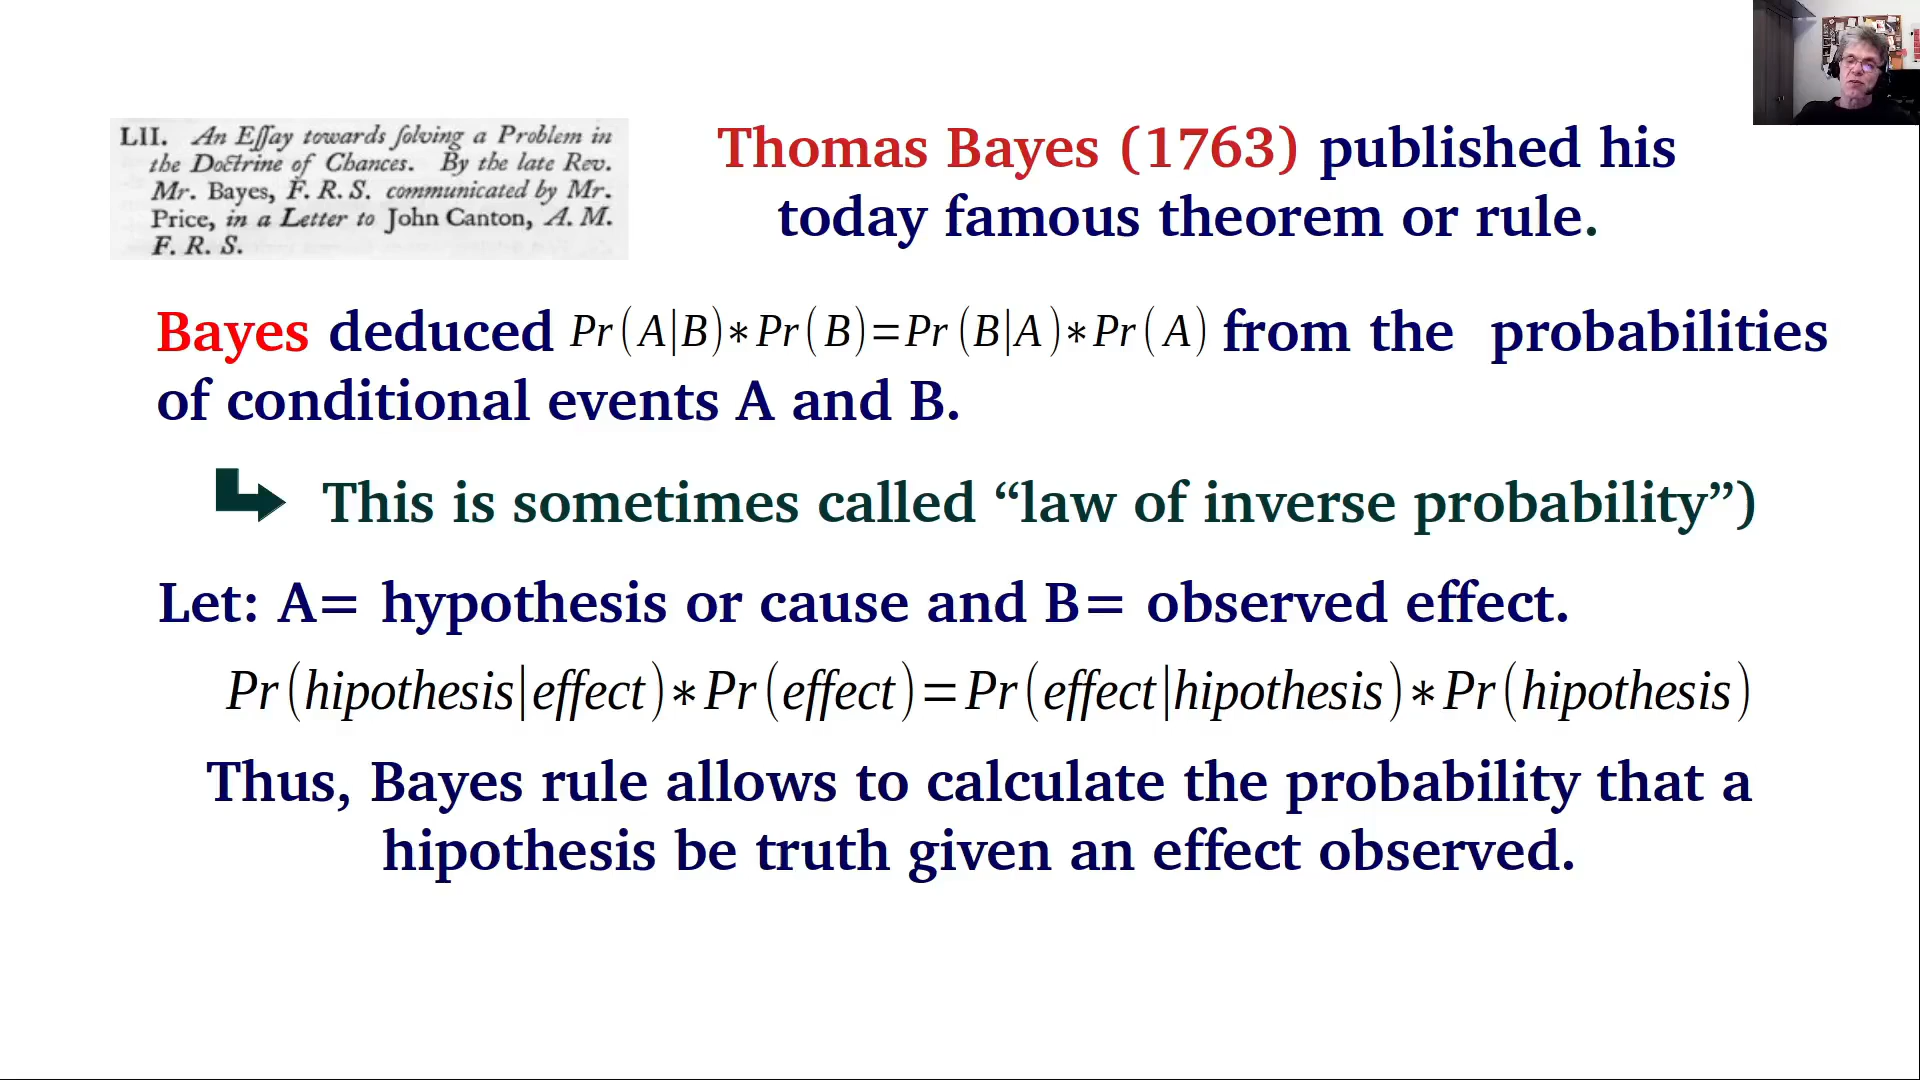 LII. An Eſſay towards ſolving a Problem in
the Doctrine of Chances. By the late Rev.
Mr. Bayes, F. R. S. communicated by Mr.
Price, in a Letter to John Canton, A. M.
F. R. S.
Thomas Bayes (1763) published his
today famous theorem or rule.
Bayes deduced Pr(A|B)∗Pr(B)=Pr(B|A)∗Pr(A) from the probabilities
of conditional events A and B.
This is sometimes called “law of inverse probability”)
Let: A= hypothesis or cause and B= observed effect.
Pr(hipothesis|effect)∗Pr(effect)=Pr(effect|hipothesis)∗Pr(hipothesis)
Thus, Bayes rule allows to calculate the probability that a
hipothesis be truth given an effect observed.